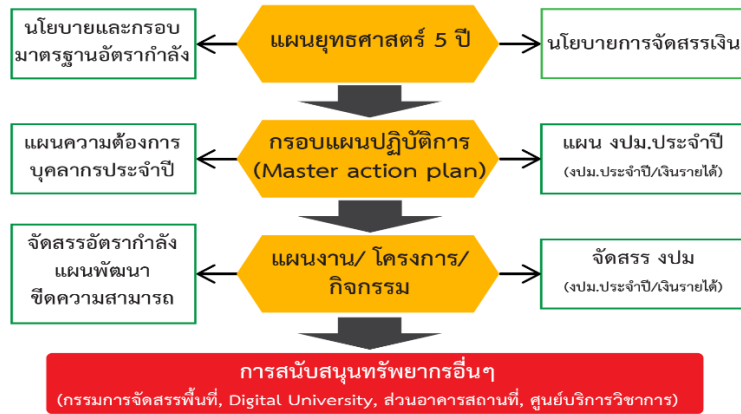 นโยบายและกรอบ
มาตรฐานอัตรากำลัง
แผนยุทธศาสตร์ 5 ปี
นโยบายการจัดสรรเงิน
แผนความต้องการ
บุคลากรประจำปี
กรอบแผนปฏิบัติการ
(Master action plan)
แผน งปม.ประจำปี
(งปม.ประจำปี/เงินรายได้)
จัดสรรอัตรากำลัง
แผนพัฒนา
ขีดความสามารถ
แผนงาน/ โครงการ/
กิจกรรม
จัดสรร งปม
(งปม.ประจำปี/เงินรายได้)
การสนับสนุนทรัพยากรอื่นๆ
(กรรมการจัดสรรพื้นที่, Digital University, ส่วนอาคารสถานที่, ศูนย์บริการวิชาการ)